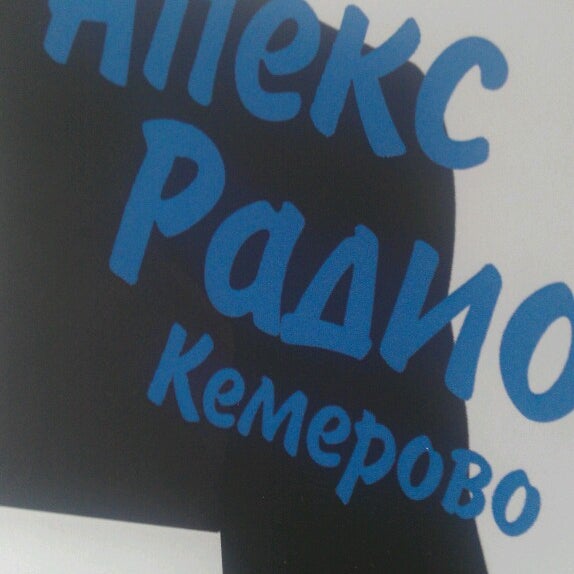 Апекс
Радио
Кемерово